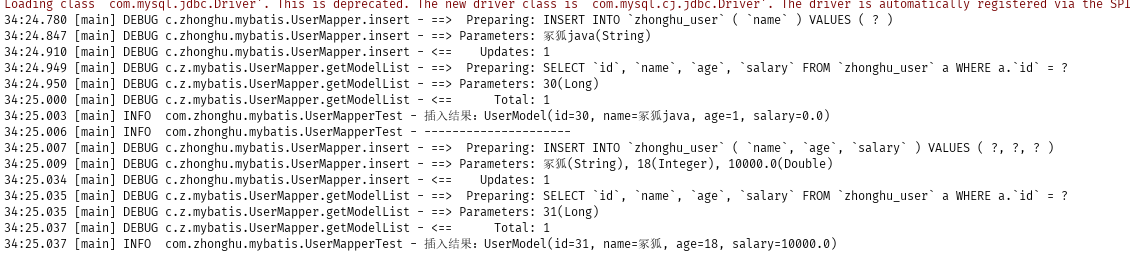 Loading class `com.mysql.jdbc.Driver'. This is deprecated. The new driver class is `com.mysql.cj.jdbc.Driver'. The driver is automatically registered via the SPI
34:24.780 [main] DEBUG c.zhonghu.mybatis.UserMapper.insert - ==>  Preparing: INSERT INTO `zhonghu_user` ( `name` ) VALUES ( ? )
34:24.847 [main] DEBUG c.zhonghu.mybatis.UserMapper.insert - ==> Parameters: 冢狐java(String)
34:24.910 [main] DEBUG c.zhonghu.mybatis.UserMapper.insert - <==    Updates: 1
34:24.949 [main] DEBUG c.z.mybatis.UserMapper.getModelList - ==>  Preparing: SELECT `id`, `name`, `age`, `salary` FROM `zhonghu_user` a WHERE a.`id` = ?
34:24.950 [main] DEBUG c.z.mybatis.UserMapper.getModelList - ==> Parameters: 30(Long)
34:25.000 [main] DEBUG c.z.mybatis.UserMapper.getModelList - <==      Total: 1
34:25.003 [main] INFO  com.zhonghu.mybatis.UserMapperTest - 插入结果：UserModel(id=30, name=冢狐java, age=1, salary=0.0)
34:25.006 [main] INFO  com.zhonghu.mybatis.UserMapperTest - ---------------------
34:25.007 [main] DEBUG c.zhonghu.mybatis.UserMapper.insert - ==>  Preparing: INSERT INTO `zhonghu_user` ( `name`, `age`, `salary` ) VALUES ( ?, ?, ? )
34:25.009 [main] DEBUG c.zhonghu.mybatis.UserMapper.insert - ==> Parameters: 冢狐(String), 18(Integer), 10000.0(Double)
34:25.034 [main] DEBUG c.zhonghu.mybatis.UserMapper.insert - <==    Updates: 1
34:25.035 [main] DEBUG c.z.mybatis.UserMapper.getModelList - ==>  Preparing: SELECT `id`, `name`, `age`, `salary` FROM `zhonghu_user` a WHERE a.`id` = ?
34:25.035 [main] DEBUG c.z.mybatis.UserMapper.getModelList - ==> Parameters: 31(Long)
34:25.037 [main] DEBUG c.z.mybatis.UserMapper.getModelList - <==      Total: 1
34:25.037 [main] INFO  com.zhonghu.mybatis.UserMapperTest - 插入结果：UserModel(id=31, name=冢狐, age=18, salary=10000.0)